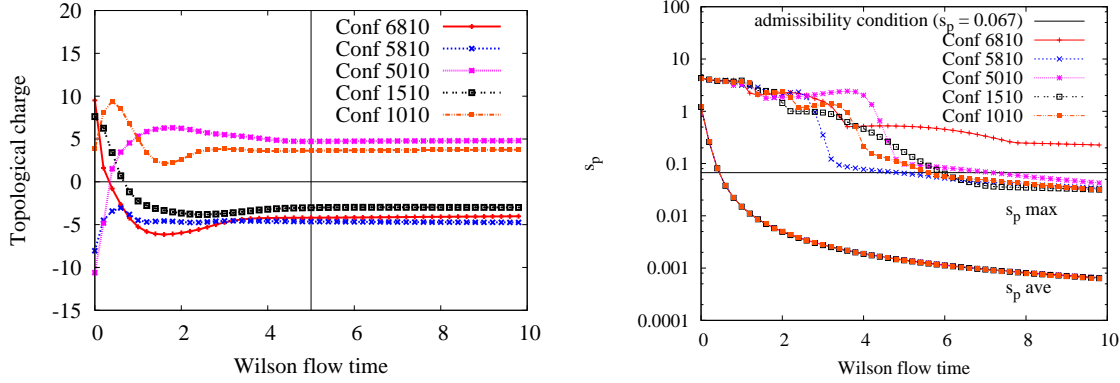 Topological charge
20
15
10
5
0
-5
-10
-15
0
2
4
6
8
10
Wilson flow time
Conf 6810
Conf 5810
Conf 5010
Conf 1510
Conf 1010
s_p
100
10
1
0.1
0.01
0.001
0.0001
0
2
4
6
8
10
Wilson flow time
admissibility condition (s_p = 0.067)
Conf 6810
Conf 5810
Conf 5010
Conf 1510
Conf 1010
s_p max
s_p ave